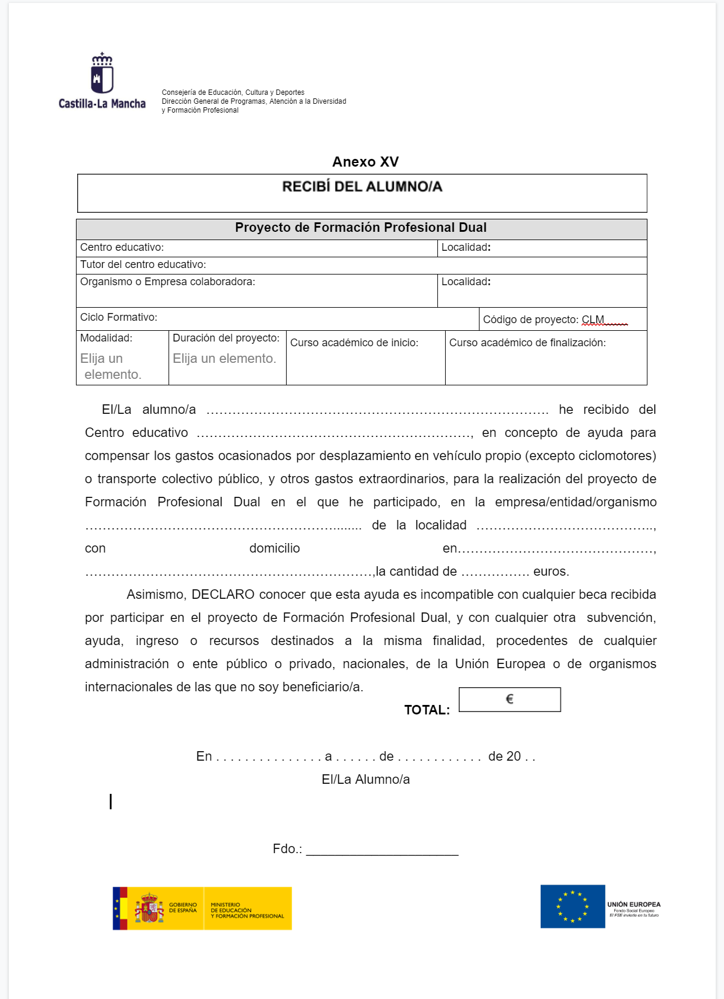 Castilla-La Mancha
Consejería de Educación, Cultura y Deportes
Dirección General de Programas, Atención a la Diversidad
y Formación Profesional
Anexo XV
RECIBÍ DEL ALUMNO/A
Proyecto de Formación Profesional Dual
Centro educativo: Localidad:
Tutor del centro educativo:
Organismo o Empresa colaboradora: Localidad:
Ciclo Formativo: Código de proyecto: CLM.......
Modalidad: Duración del proyecto: Curso académico de inicio: Curso académico de finalización:
Elija un Elija un elemento.
elemento.
El/La alumno/a ……………………………………………………………………. he recibido del
Centro educativo ………………………………………………………, en concepto de ayuda para
compensar los gastos ocasionados por desplazamiento en vehículo propio (excepto ciclomotores)
o transporte colectivo público, y otros gastos extraordinarios, para la realización del proyecto de
Formación Profesional Dual en el que he participado, en la empresa/entidad/organismo
…………………………………………………........ de la localidad ………………………………….,
con domicilio en………………………………………,
…………………………………………………………,la cantidad de ……………. euros.
Asimismo, DECLARO conocer que esta ayuda es incompatible con cualquier beca recibida
por participar en el proyecto de Formación Profesional Dual, y con cualquier otra subvención,
ayuda, ingreso o recursos destinados a la misma finalidad, procedentes de cualquier
administración o ente público o privado, nacionales, de la Unión Europea o de organismos
internacionales de las que no soy beneficiario/a.
TOTAL: €
En . . . . . . . . . . . . . . . a . . . . . . de . . . . . . . . . . . . de 20 . .
El/La Alumno/a
Fdo.: _____________________
GOBIERNO MINISTERIO
DE ESPAÑA DE EDUCACIÓN
Y FORMACIÓN PROFESIONAL
UNIÓN EUROPEA
Fondo Social Europeo
El FSE invierte en tu futuro